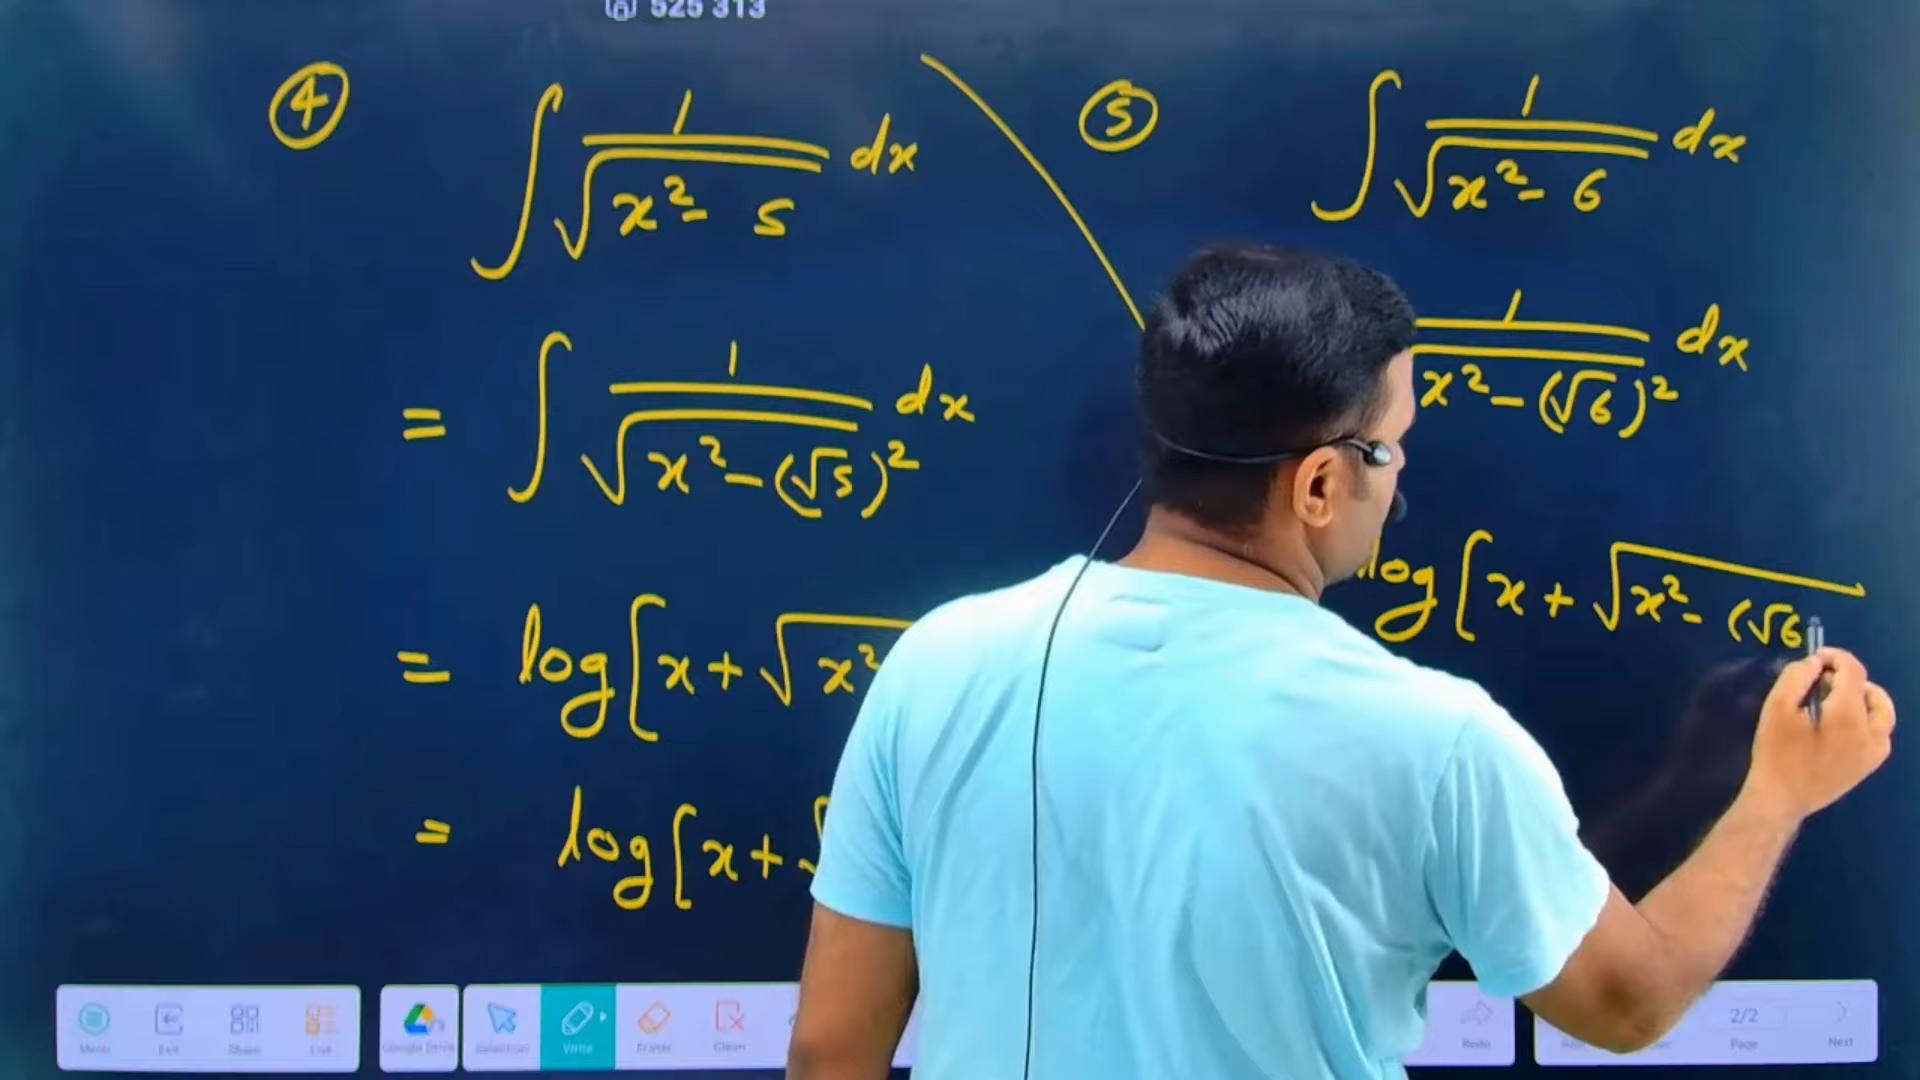 525 313
④ ∫ 1/√(x² - 5) dx
= ∫ 1/√(x² - (√5)²) dx
= log[x + √x²
= log[x + √
⑤ ∫ 1/√(x² - 6) dx
1/√(x² - (√6)²) dx
log[x + √(x² - (√6
Menu
Exit
Share
List
Google Drive
Selection
Write
Eraser
Clean
Redo
2/2
Page
Next